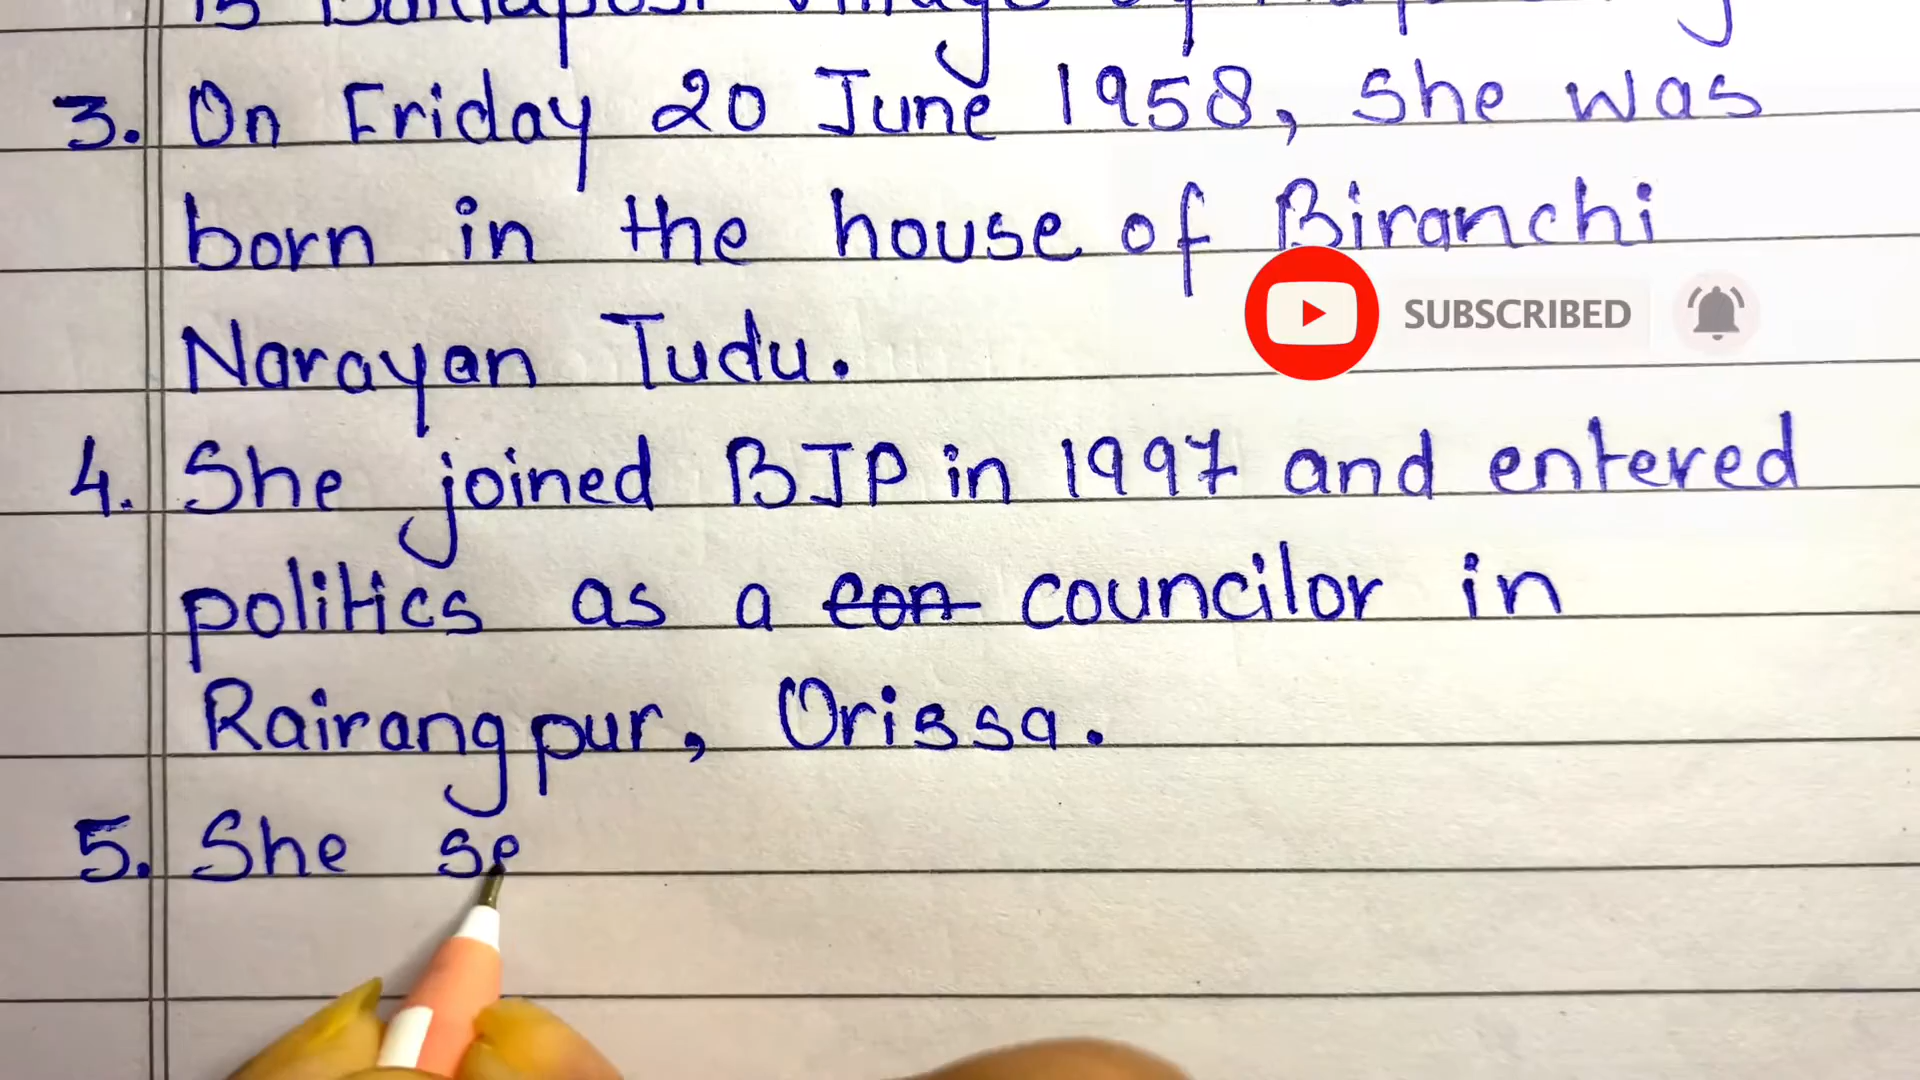 3. On Friday 20 June 1958, she was
born in the house of Biranchi
SUBSCRIBED
Narayan Tudu.
4. She joined BJP in 1997 and entered
politics as a con councilor in
Rairangpur, Orissa.
5. She se